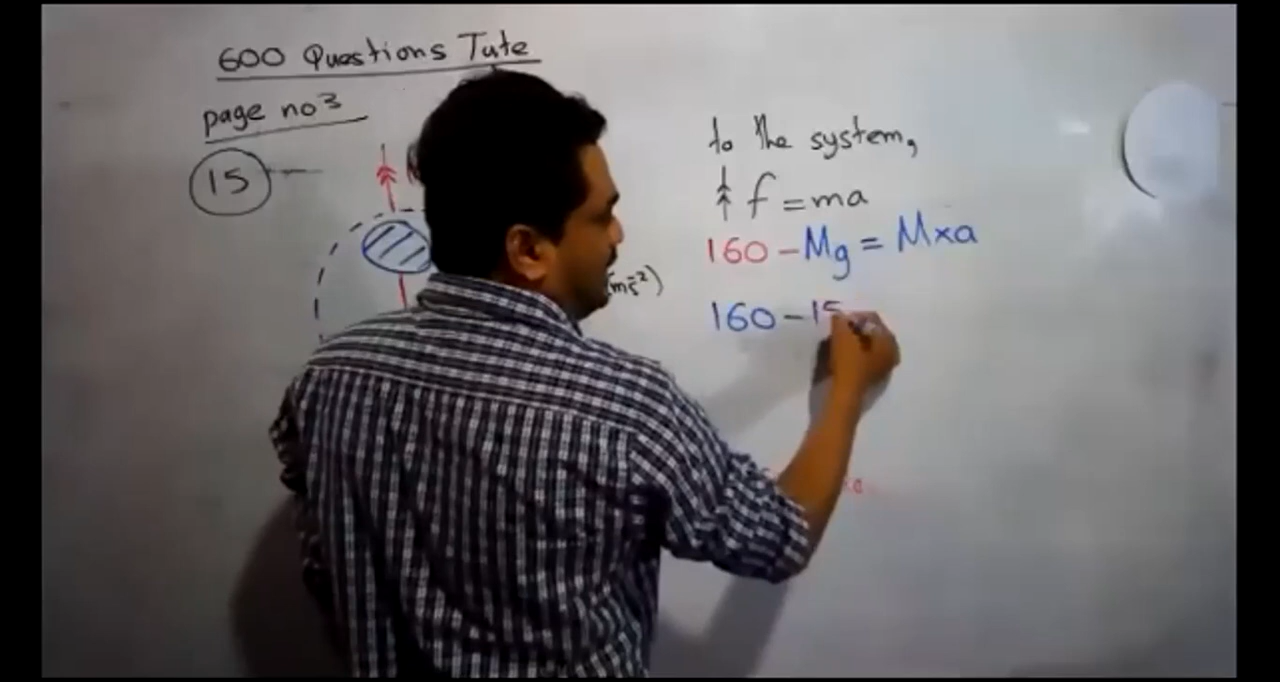 600 Questions Tute
page no 3
15
to the system,
f = ma
160 - Mg = M×a
160 - 15